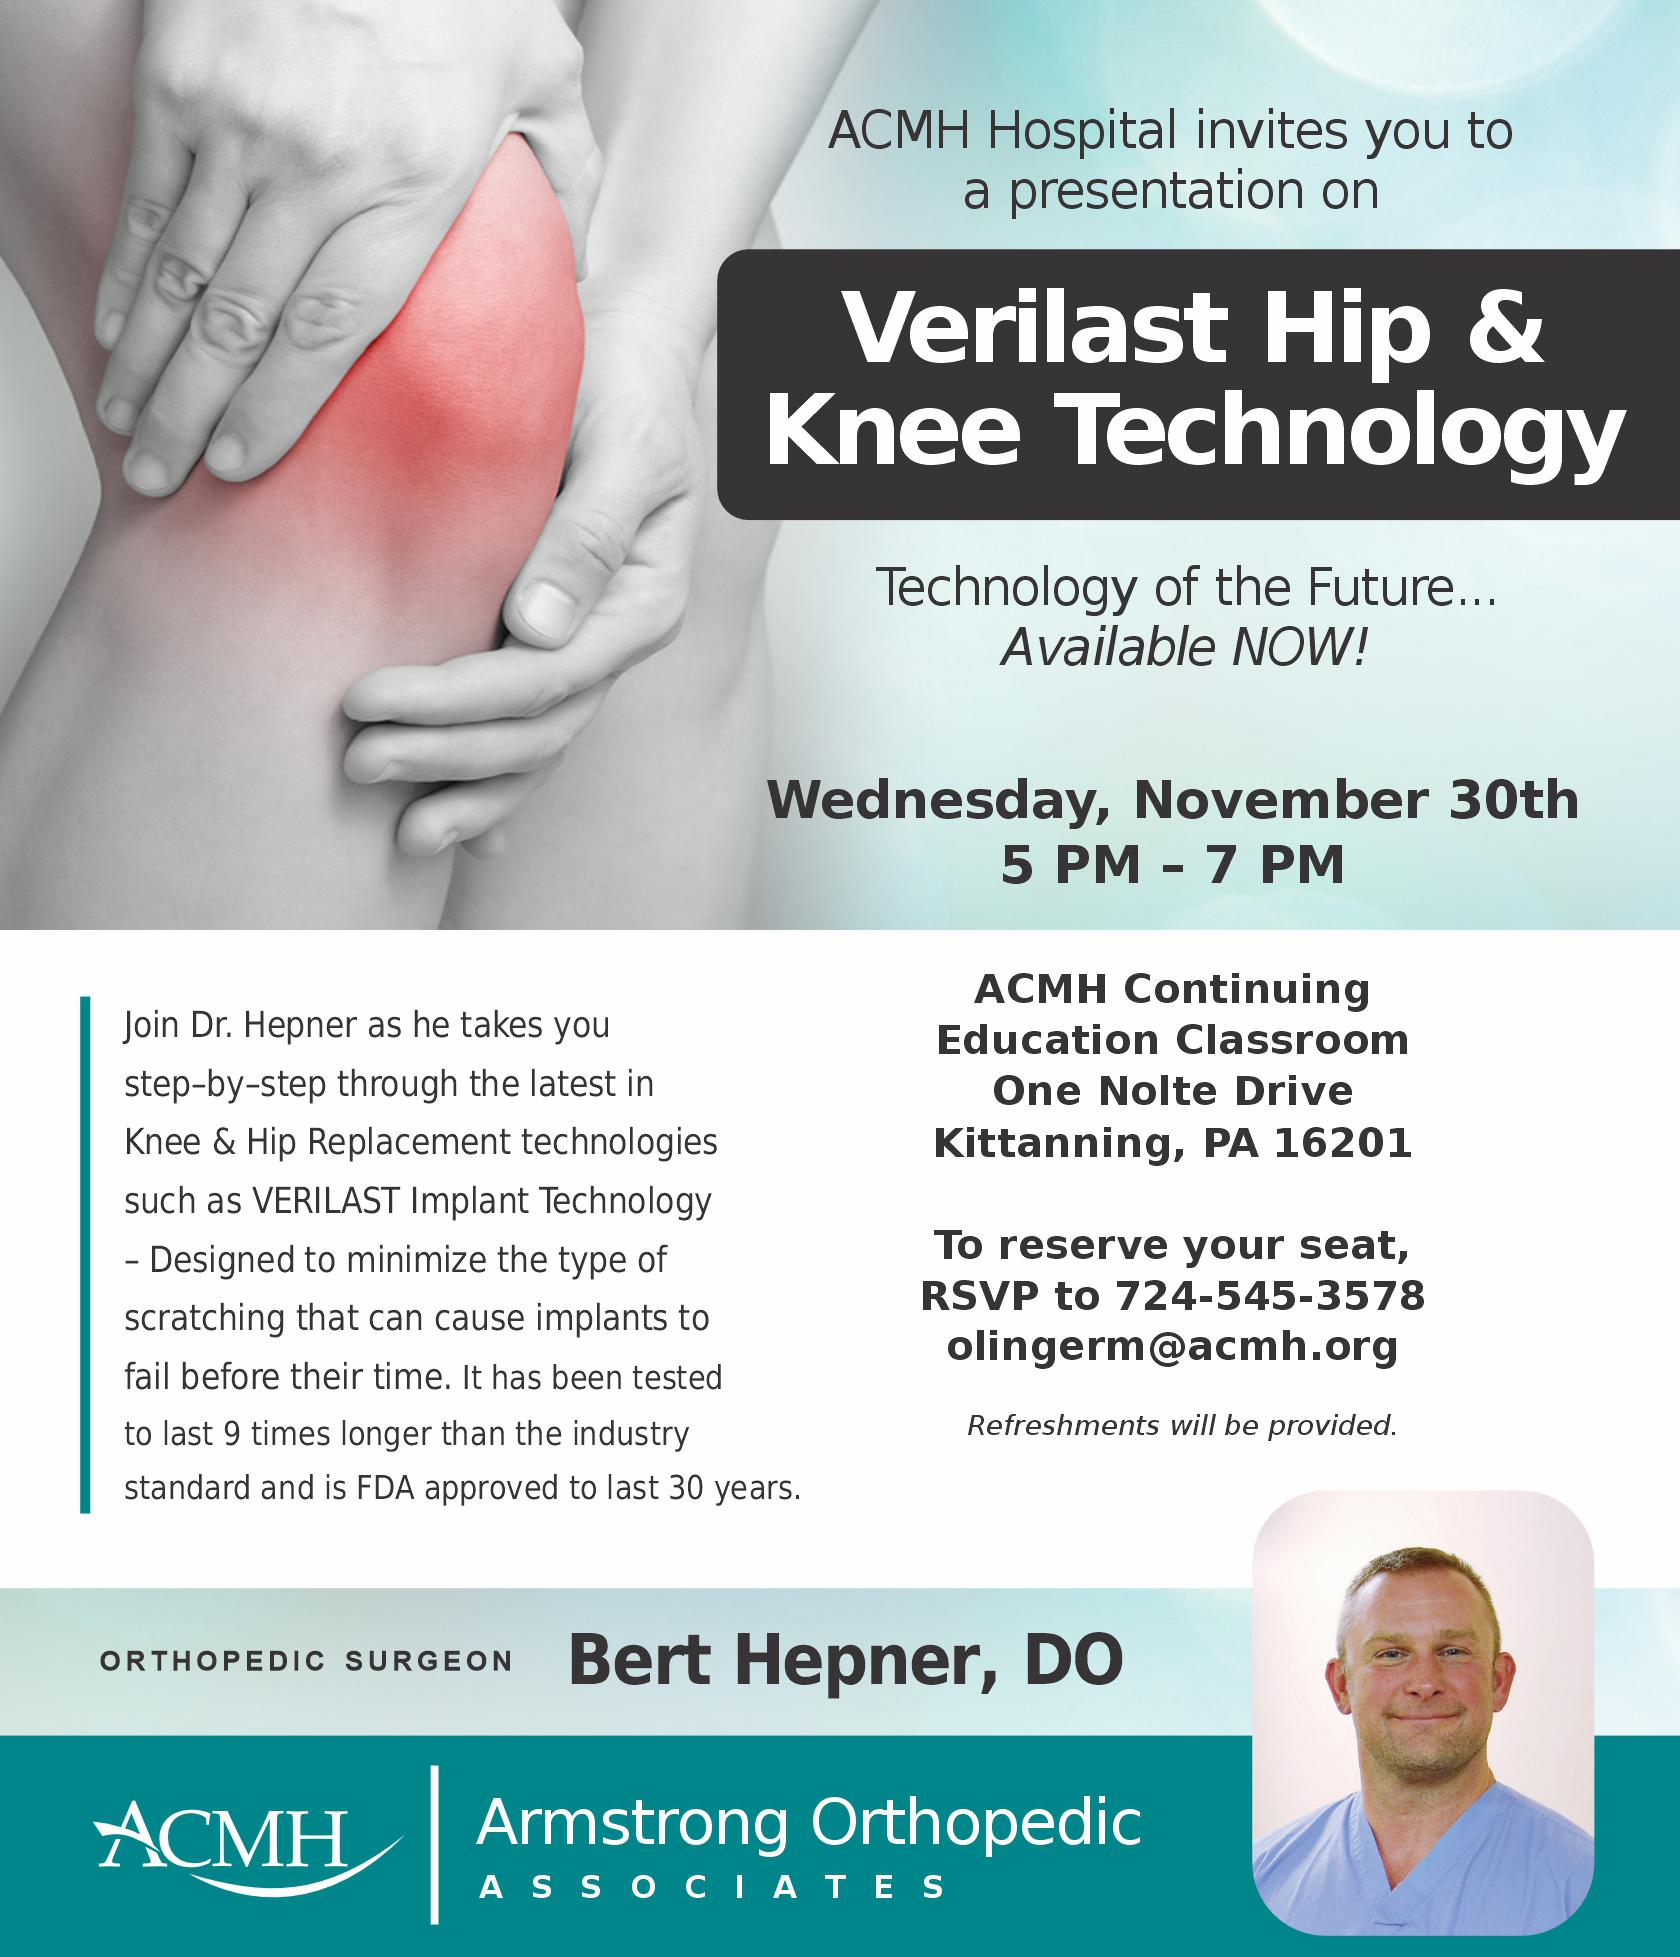 ACMH Hospital invites you to
a presentation on
Verilast Hip &
Knee Technology
Technology of the Future...
Available NOW!
Wednesday, November 30th
5 PM – 7 PM
Join Dr. Hepner as he takes you
step–by–step through the latest in
Knee & Hip Replacement technologies
such as VERILAST Implant Technology
– Designed to minimize the type of
scratching that can cause implants to
fail before their time. It has been tested
to last 9 times longer than the industry
standard and is FDA approved to last 30 years.
ACMH Continuing
Education Classroom
One Nolte Drive
Kittanning, PA 16201
To reserve your seat,
RSVP to 724-545-3578
olingerm@acmh.org
Refreshments will be provided.
ORTHOPEDIC SURGEON Bert Hepner, DO
ACMH
Armstrong Orthopedic
ASSOCIATES